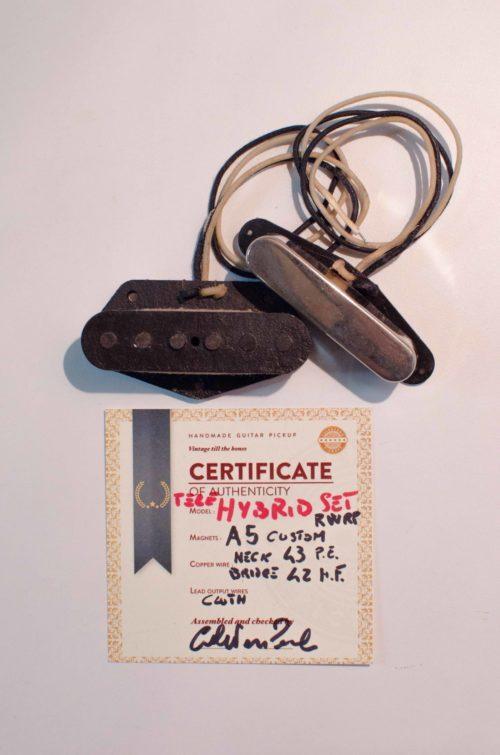 HANDMADE GUITAR PICKUP
Vintage till the bones
CERTIFICATE
OF AUTHENTICITY
TELE
MODEL: HYBRID SET
RWRP
MAGNETS: A5 CUSTOM
NECK 43 P.E.
COPPER WIRE
BRIDGE 42 H.F.
LEAD OUTPUT WIRES
CLOTH
Assembled and checked by